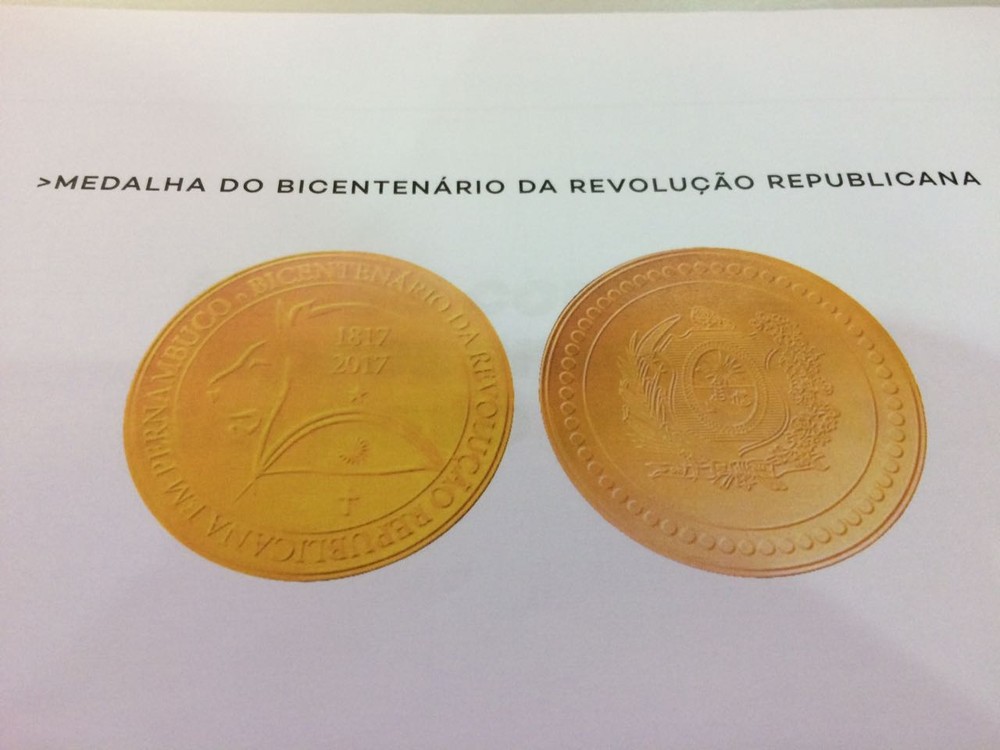 >MEDALHA DO BICENTENÁRIO DA REVOLUÇÃO REPUBLICANA
BICENTENÁRIO DA REVOLUÇÃO REPUBLICANA EM PERNAMBUCO
1817
2017